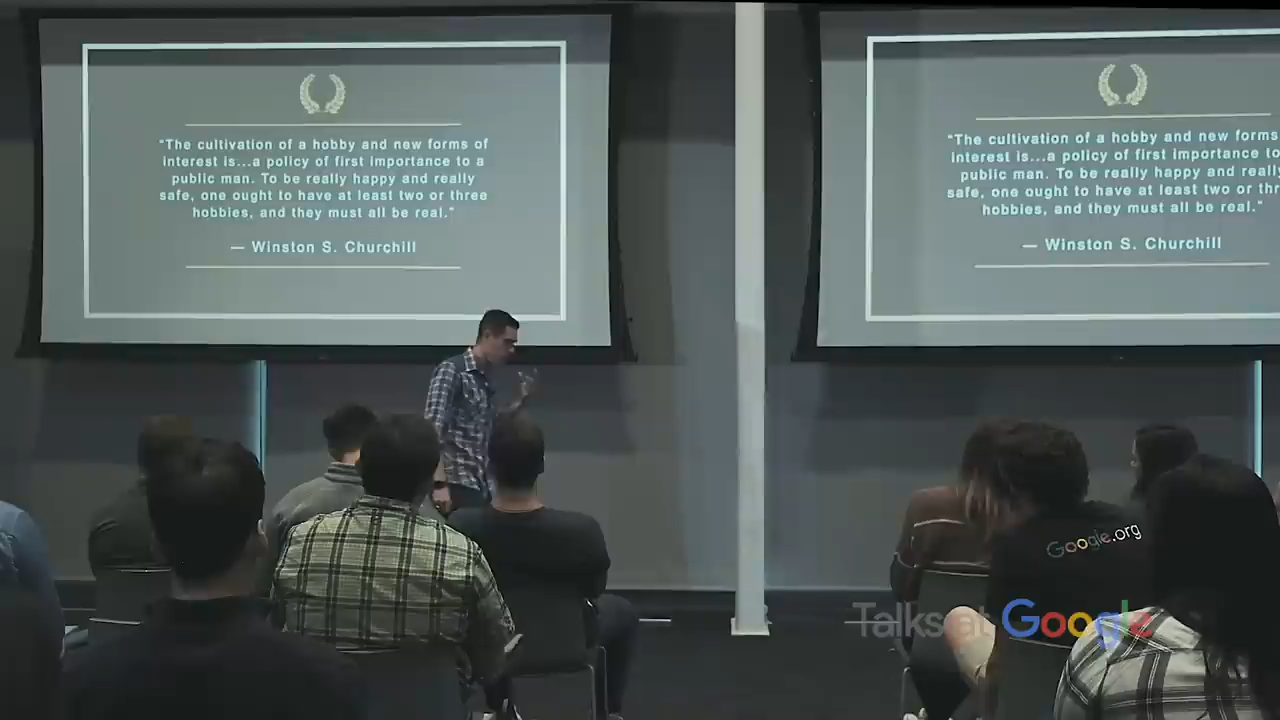 "The cultivation of a hobby and new forms of
interest is...a policy of first importance to a
public man. To be really happy and really
safe, one ought to have at least two or three
hobbies, and they must all be real."
— Winston S. Churchill
"The cultivation of a hobby and new forms
interest is...a policy of first importance to
public man. To be really happy and really
safe, one ought to have at least two or thr
hobbies, and they must all be real."
— Winston S. Churchill
Google.org
Talks at Google